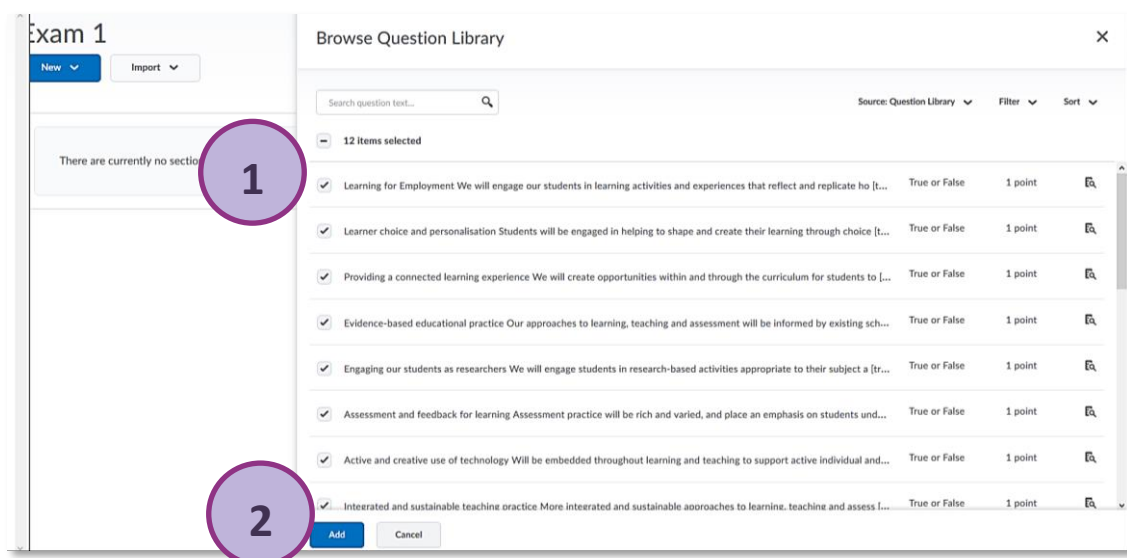 Exam 1
New
Import
There are currently no sectio
Browse Question Library
Search question text...
Source: Question Library
Filter
Sort
12 items selected
1
Learning for Employment We will engage our students in learning activities and experiences that reflect and replicate ho [t... True or False 1 point
Learner choice and personalisation Students will be engaged in helping to shape and create their learning through choice [t... True or False 1 point
Providing a connected learning experience We will create opportunities within and through the curriculum for students to [... True or False 1 point
Evidence-based educational practice Our approaches to learning, teaching and assessment will be informed by existing sch... True or False 1 point
Engaging our students as researchers We will engage students in research-based activities appropriate to their subject a [tr... True or False 1 point
Assessment and feedback for learning Assessment practice will be rich and varied, and place an emphasis on students und... True or False 1 point
Active and creative use of technology Will be embedded throughout learning and teaching to support active individual and... True or False 1 point
Integrated and sustainable teaching practice More integrated and sustainable approaches to learning, teaching and assess [... True or False 1 point
2
Add
Cancel